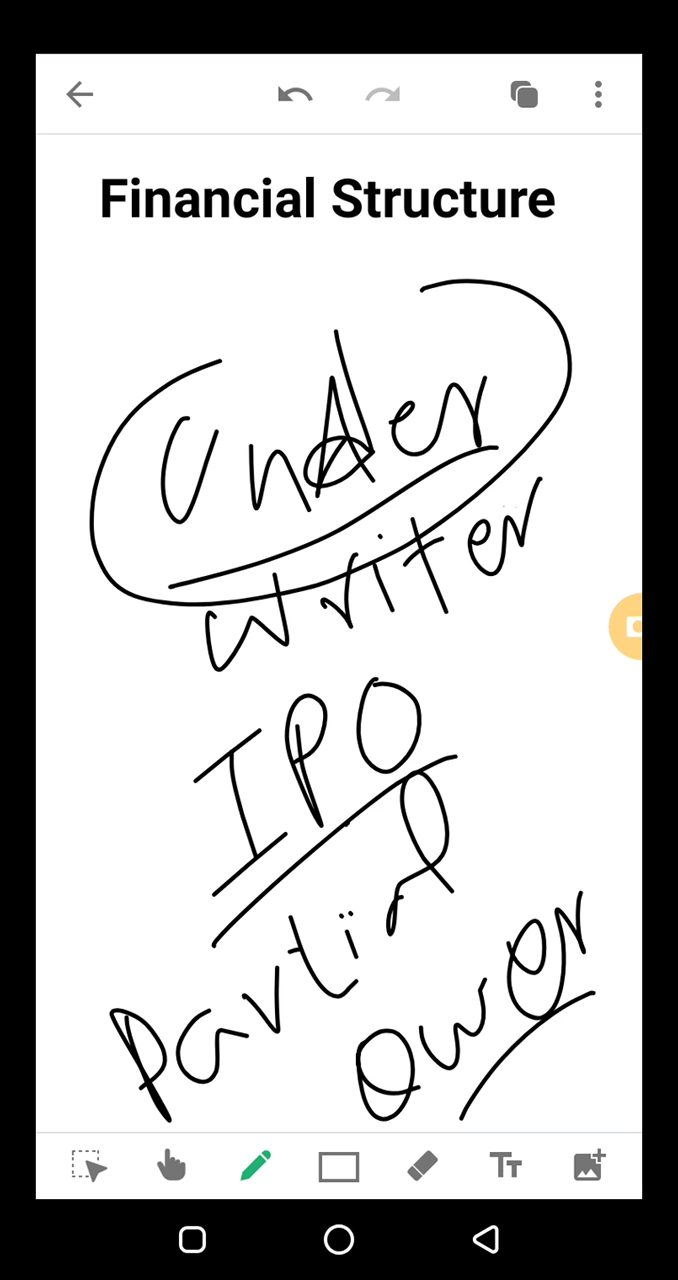 Financial Structure
Under
writer
IPO
Partial
Ower